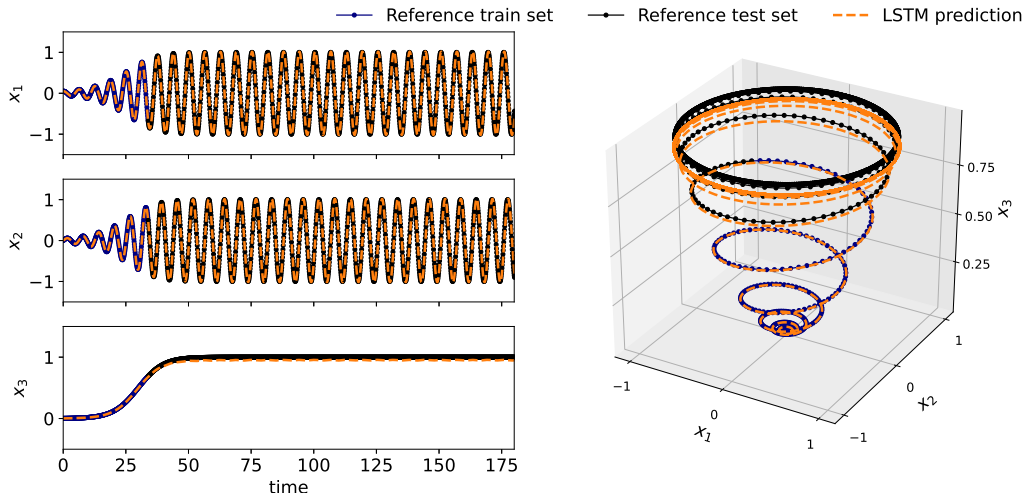 Reference train set
Reference test set
LSTM prediction
1
0
−1
x1
1
0
−1
x2
1
0
x3
0
25
50
75
100
125
150
175
time
0.75
0.50
0.25
x3
−1
0
1
x1
−1
0
1
x2